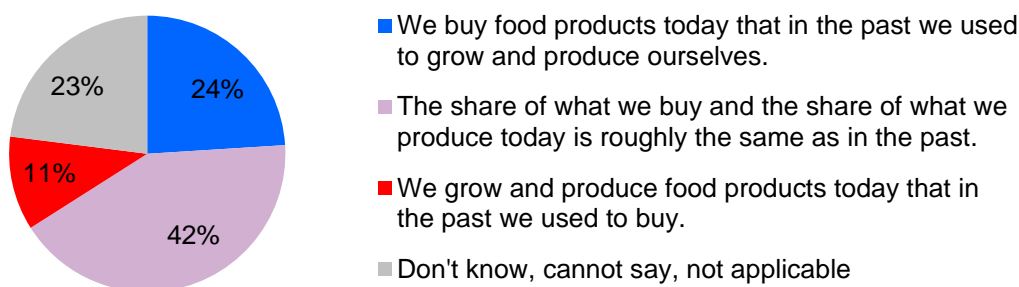 We buy food products today that in the past we used
to grow and produce ourselves.
23%
24%
The share of what we buy and the share of what we
produce today is roughly the same as in the past.
11%
We grow and produce food products today that in
the past we used to buy.
42%
Don't know, cannot say, not applicable